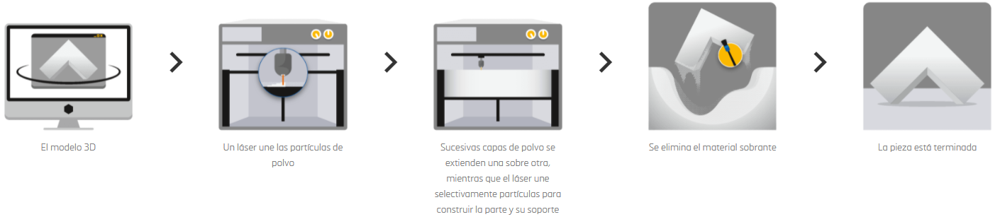 El modelo 3D
Un láser une las partículas de
polvo
Sucesivas capas de polvo se
extienden una sobre otra,
mientras que el láser une
selectivamente partículas para
construir la parte y su soporte
Se elimina el material sobrante
La pieza está terminada